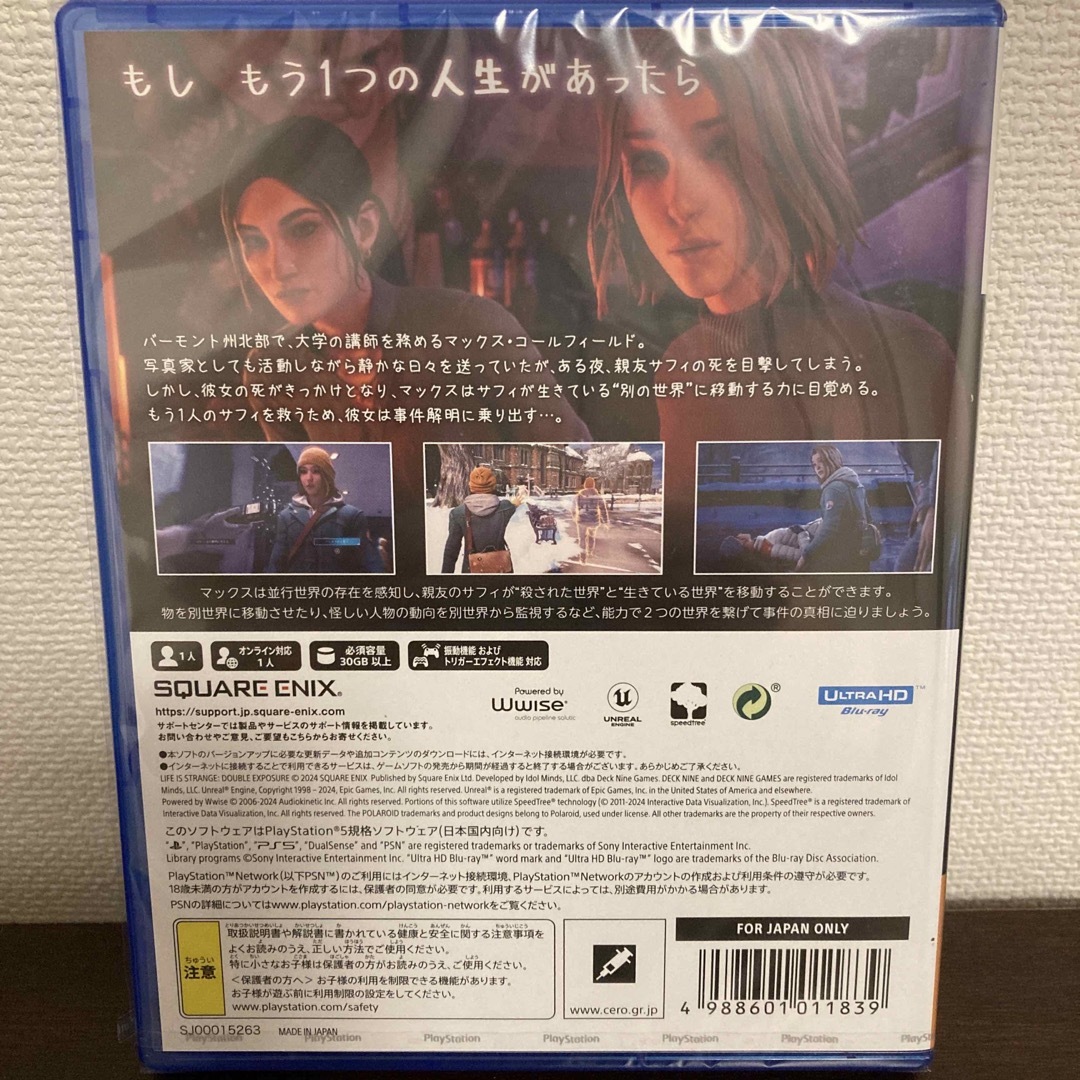 もし もう1つの人生があったら
バーモント州北部で、大学の講師を務めるマックス・コールフィールド。
写真家としても活動しながら静かな日々を送っていたが、ある夜、親友サフィの死を目撃してしまう。
しかし、彼女の死がきっかけとなり、マックスはサフィが生きている“別の世界”に移動する力に目覚める。
もう1人のサフィを救うため、彼女は事件解明に乗り出す…。
マックスは並行世界の存在を感知し、親友のサフィが“殺された世界”と“生きている世界”を移動することができます。
物を別世界に移動させたり、怪しい人物の動向を別世界から監視するなど、能力で2つの世界を繋げて事件の真相に迫りましょう。
1人
オンライン対応
1人
必須容量
30GB 以上
振動機能 および
トリガーエフェクト機能 対応
SQUARE ENIX®
https://support.jp.square-enix.com
サポートセンターでは製品やサービスのサポート情報を掲載しています。
お問い合わせやご意見、ご要望もこちらからお寄せください。
Powered by
Wwise®
audio pipeline solutio
UNREAL
ENGINE
speedtree®
®
ULTRA HD™
Blu-ray
●本ソフトのバージョンアップに必要な更新データや追加コンテンツのダウンロードには、インターネット接続環境が必要です。
●インターネットに接続することで利用できるサービスは、ゲームソフトの発売から期間が経過すると終了する場合がございます。あらかじめご了承ください。
LIFE IS STRANGE: DOUBLE EXPOSURE © 2024 SQUARE ENIX Published by Square Enix Ltd. Developed by Idol Minds, LLC. dba Deck Nine Games. DECK NINE and DECK NINE GAMES are registered trademarks of Idol
Minds, LLC. Unreal® Engine, Copyright 1998 – 2024, Epic Games, Inc. All rights reserved. Unreal® is a registered trademark of Epic Games, Inc. in the United States of America and elsewhere.
Powered by Wwise © 2006-2024 Audiokinetic Inc. All rights reserved. Portions of this software utilize SpeedTree® technology (© 2011-2024 Interactive Data Visualization, Inc.). SpeedTree® is a registered trademark of
Interactive Data Visualization, Inc. All rights reserved. The POLAROID trademarks and product designs belong to Polaroid, used under license. All other trademarks are the property of their respective owners.
このソフトウェアはPlayStation®5規格ソフトウェア(日本国内向け)です。
"", "PlayStation", "PS5", "DualSense" and "PSN" are registered trademarks or trademarks of Sony Interactive Entertainment Inc.
Library programs ©Sony Interactive Entertainment Inc. "Ultra HD Blu-ray™" word mark and "Ultra HD Blu-ray™" logo are trademarks of the Blu-ray Disc Association.
PlayStation™Network(以下PSN™)のご利用にはインターネット接続環境、PlayStation™Networkのアカウントの作成および利用条件の遵守が必要です。
18歳未満の方がアカウントを作成するには、保護者の同意が必要です。利用するサービスによっては、別途費用がかかる場合があります。
PSNの詳細についてはwww.playstation.com/playstation-networkをご覧ください。
ちゅうい
注意
取扱説明書や解説書に書かれている健康と安全に関する注意事項を
よくお読みのうえ、正しい方法でご使用ください。
特に小さなお子様は保護者の方がお読みのうえ、ご使用ください。
<保護者の方へ> お子様の利用を制限できる機能があります。
お子様が遊ぶ前に利用制限の設定をしてください。
www.playstation.com/safety
www.cero.gr.jp
FOR JAPAN ONLY
4 988601 011839
SJ00015263 MADE IN JAPAN
PlayStation PlayStation PlayStation PlayStation PlayStation PlayStation PlayStation